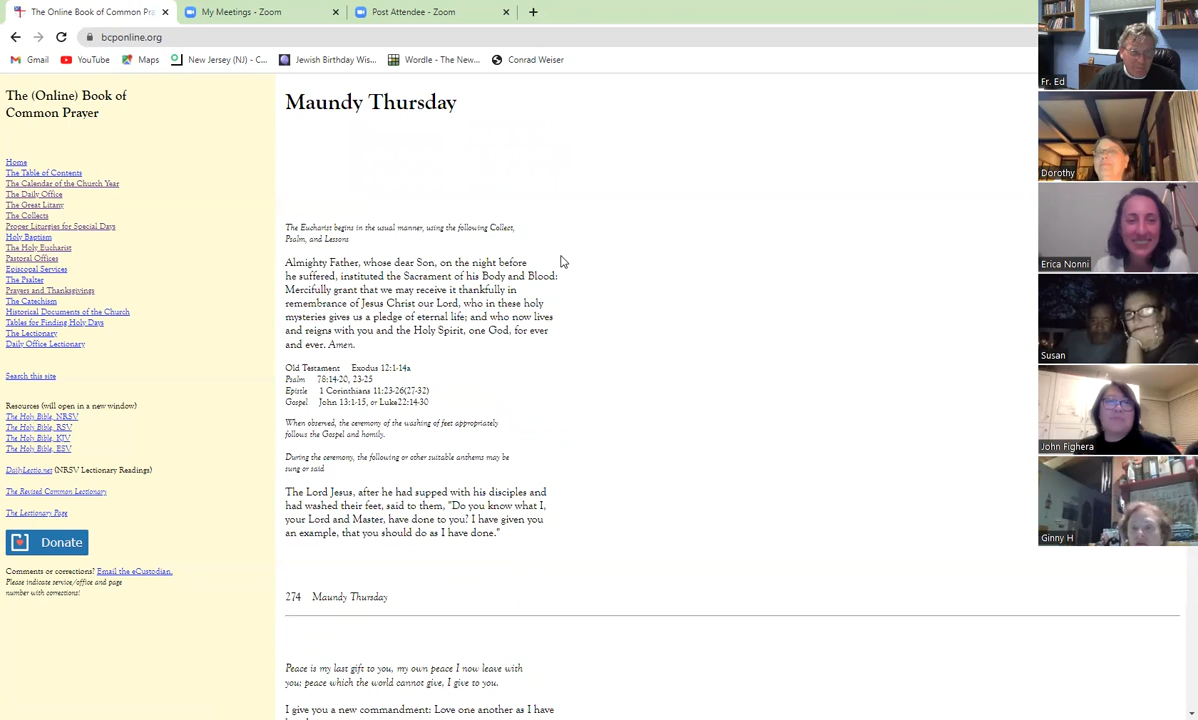 The Online Book of Common Pra
My Meetings - Zoom
Post Attendee - Zoom
bcponline.org
Gmail
YouTube
Maps
New Jersey (NJ) - C...
Jewish Birthday Wis...
Wordle - The New...
Conrad Weiser
The (Online) Book of
Common Prayer
Home
The Table of Contents
The Calendar of the Church Year
The Daily Office
The Great Litany
The Collects
Proper Liturgies for Special Days
Holy Baptism
The Holy Eucharist
Pastoral Offices
Episcopal Services
The Psalter
Prayers and Thanksgivings
The Catechism
Historical Documents of the Church
Tables for Finding Holy Days
The Lectionary
Daily Office Lectionary
Search this site
Resources (will open in a new window)
The Holy Bible, NRSV
The Holy Bible, RSV
The Holy Bible, KJV
The Holy Bible, ESV
DailyLectio.net (NRSV Lectionary Readings)
The Revised Common Lectionary
The Lectionary Page
Donate
Comments or corrections? Email the eCustodian.
Please indicate service/office and page
number with corrections!
Maundy Thursday
The Eucharist begins in the usual manner, using the following Collect,
Psalm, and Lessons
Almighty Father, whose dear Son, on the night before
he suffered, instituted the Sacrament of his Body and Blood:
Mercifully grant that we may receive it thankfully in
remembrance of Jesus Christ our Lord, who in these holy
mysteries gives us a pledge of eternal life; and who now lives
and reigns with you and the Holy Spirit, one God, for ever
and ever. Amen.
Old Testament Exodus 12:1-14a
Psalm 78:14-20, 23-25
Epistle 1 Corinthians 11:23-26(27-32)
Gospel John 13:1-15, or Luke22:14-30
When observed, the ceremony of the washing of feet appropriately
follows the Gospel and homily.
During the ceremony, the following or other suitable anthems may be
sung or said
The Lord Jesus, after he had supped with his disciples and
had washed their feet, said to them, "Do you know what I,
your Lord and Master, have done to you? I have given you
an example, that you should do as I have done."
274 Maundy Thursday
Peace is my last gift to you, my own peace I now leave with
you; peace which the world cannot give, I give to you.
I give you a new commandment: Love one another as I have
Fr. Ed
Dorothy
Erica Nonni
Susan
John Fighera
Ginny H